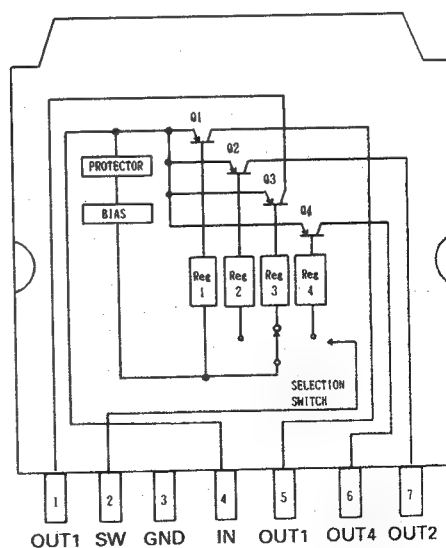 Q1
Q2
PROTECTOR
Q3
BIAS
Q4
Reg
1
Reg
2
Reg
3
Reg
4
SELECTION
SWITCH
1
2
3
4
5
6
7
OUT1
SW
GND
IN
OUT1
OUT4
OUT2